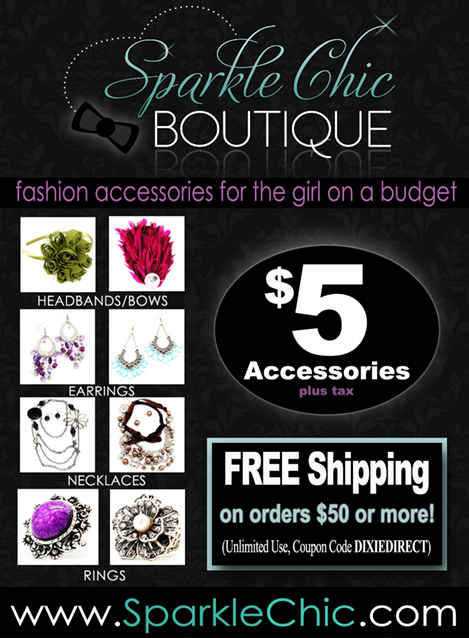 Sparkle Chic
BOUTIQUE
fashion accessories for the girl on a budget
HEADBANDS/BOWS
EARRINGS
NECKLACES
RINGS
$5
Accessories
plus tax
FREE Shipping
on orders $50 or more!
(Unlimited Use, Coupon Code DIXIEDIRECT)
www.SparkleChic.com